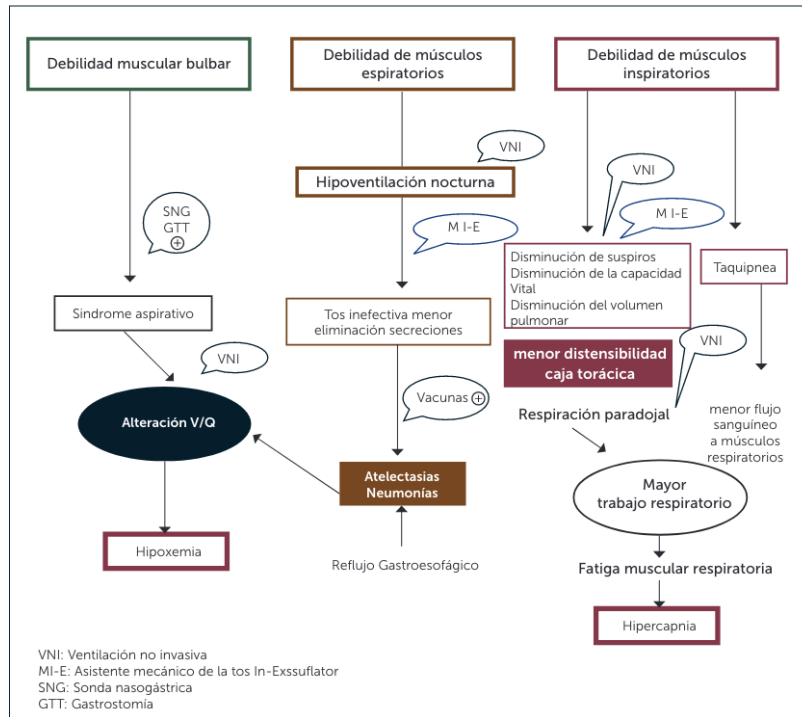 Debilidad muscular bulbar
Debilidad de músculos
espiratorios
Debilidad de músculos
inspiratorios
VNI
Hipoventilación nocturna
VNI
SNG
GTT
M I-E
M I-E
Disminución de suspiros
Disminución de la capacidad
Vital
Disminución del volumen
pulmonar
Taquipnea
Sindrome aspirativo
Tos inefectiva menor
eliminación secreciones
VNI
VNI
menor distensibilidad
caja torácica
Vacunas
Alteración V/Q
Respiración paradojal
menor flujo
sanguíneo
a músculos
respiratorios
Atelectasias
Neumonías
Mayor
trabajo respiratorio
Hipoxemia
Reflujo Gastroesofágico
Fatiga muscular respiratoria
Hipercapnia
VNI: Ventilación no invasiva
MI-E: Asistente mecánico de la tos In-Exssuflator
SNG: Sonda nasogástrica
GTT: Gastrostomía